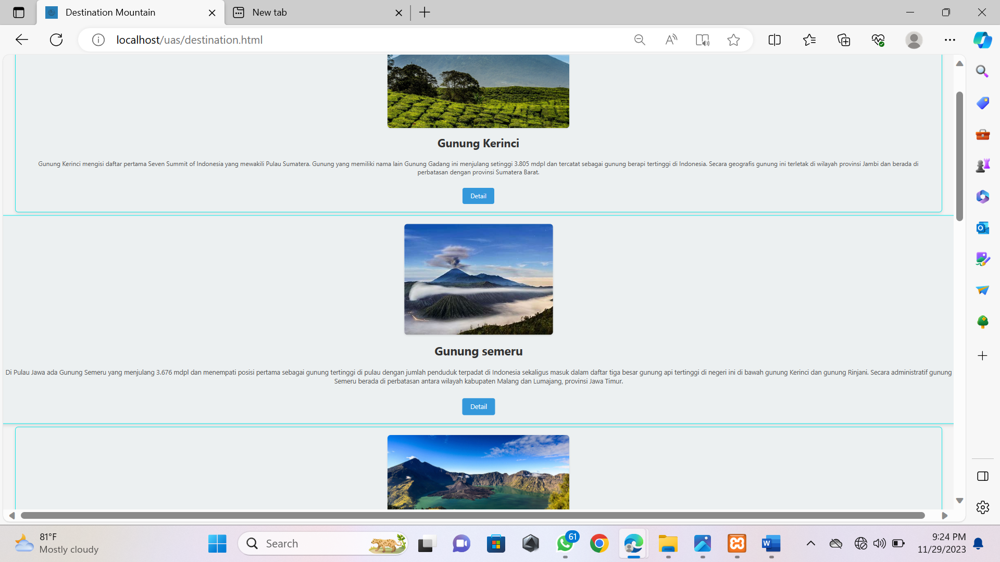 Destination Mountain
New tab
localhost/uas/destination.html
Gunung Kerinci
Gunung Kerinci mengisi daftar pertama Seven Summit of Indonesia yang mewakili Pulau Sumatera. Gunung yang memiliki nama lain Gunung Gadang ini menjulang setinggi 3.805 mdpl dan tercatat sebagai gunung berapi tertinggi di Indonesia. Secara geografis gunung ini terletak di wilayah provinsi Jambi dan berada di
perbatasan dengan provinsi Sumatera Barat.
Detail
Gunung semeru
Di Pulau Jawa ada Gunung Semeru yang menjulang 3.676 mdpl dan menempati posisi pertama sebagai gunung tertinggi di pulau dengan jumlah penduduk terpadat di Indonesia sekaligus masuk dalam daftar tiga besar gunung api tertinggi di negeri ini di bawah gunung Kerinci dan gunung Rinjani. Secara administratif gunung
Semeru berada di perbatasan antara wilayah kabupaten Malang dan Lumajang, provinsi Jawa Timur.
Detail
81°F
Mostly cloudy
Search
61
9:24 PM
11/29/2023